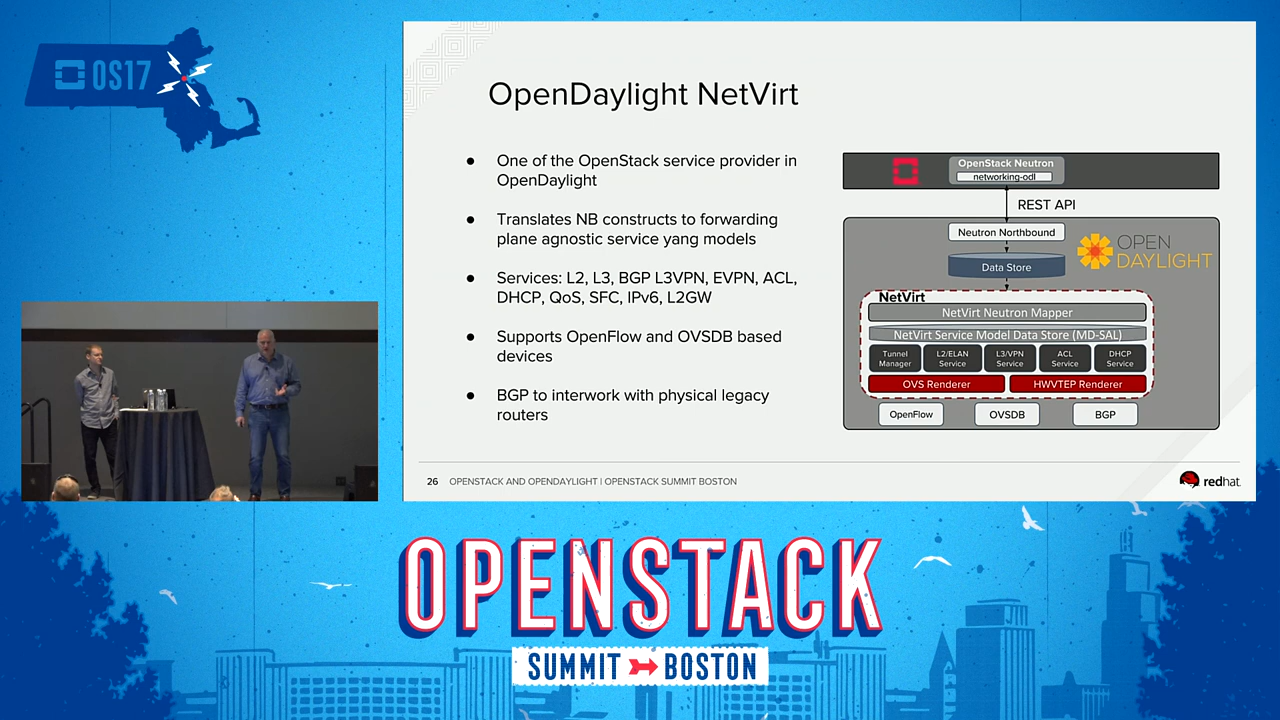 OS17
OpenDaylight NetVirt
● One of the OpenStack service provider in
OpenDaylight
● Translates NB constructs to forwarding
plane agnostic service yang models
● Services: L2, L3, BGP L3VPN, EVPN, ACL,
DHCP, QoS, SFC, IPv6, L2GW
● Supports OpenFlow and OVSDB based
devices
● BGP to interwork with physical legacy
routers
OpenStack Neutron
networking-odl
REST API
Neutron Northbound
Data Store
OPEN
DAYLIGHT
NetVirt
NetVirt Neutron Mapper
NetVirt Service Model Data Store (MD-SAL)
Tunnel
Manager
L2/ELAN
Service
L3/VPN
Service
ACL
Service
DHCP
Service
OVS Renderer
HWVTEP Renderer
OpenFlow
OVSDB
BGP
26 OPENSTACK AND OPENDAYLIGHT | OPENSTACK SUMMIT BOSTON
redhat.
OPENSTACK
SUMMIT BOSTON